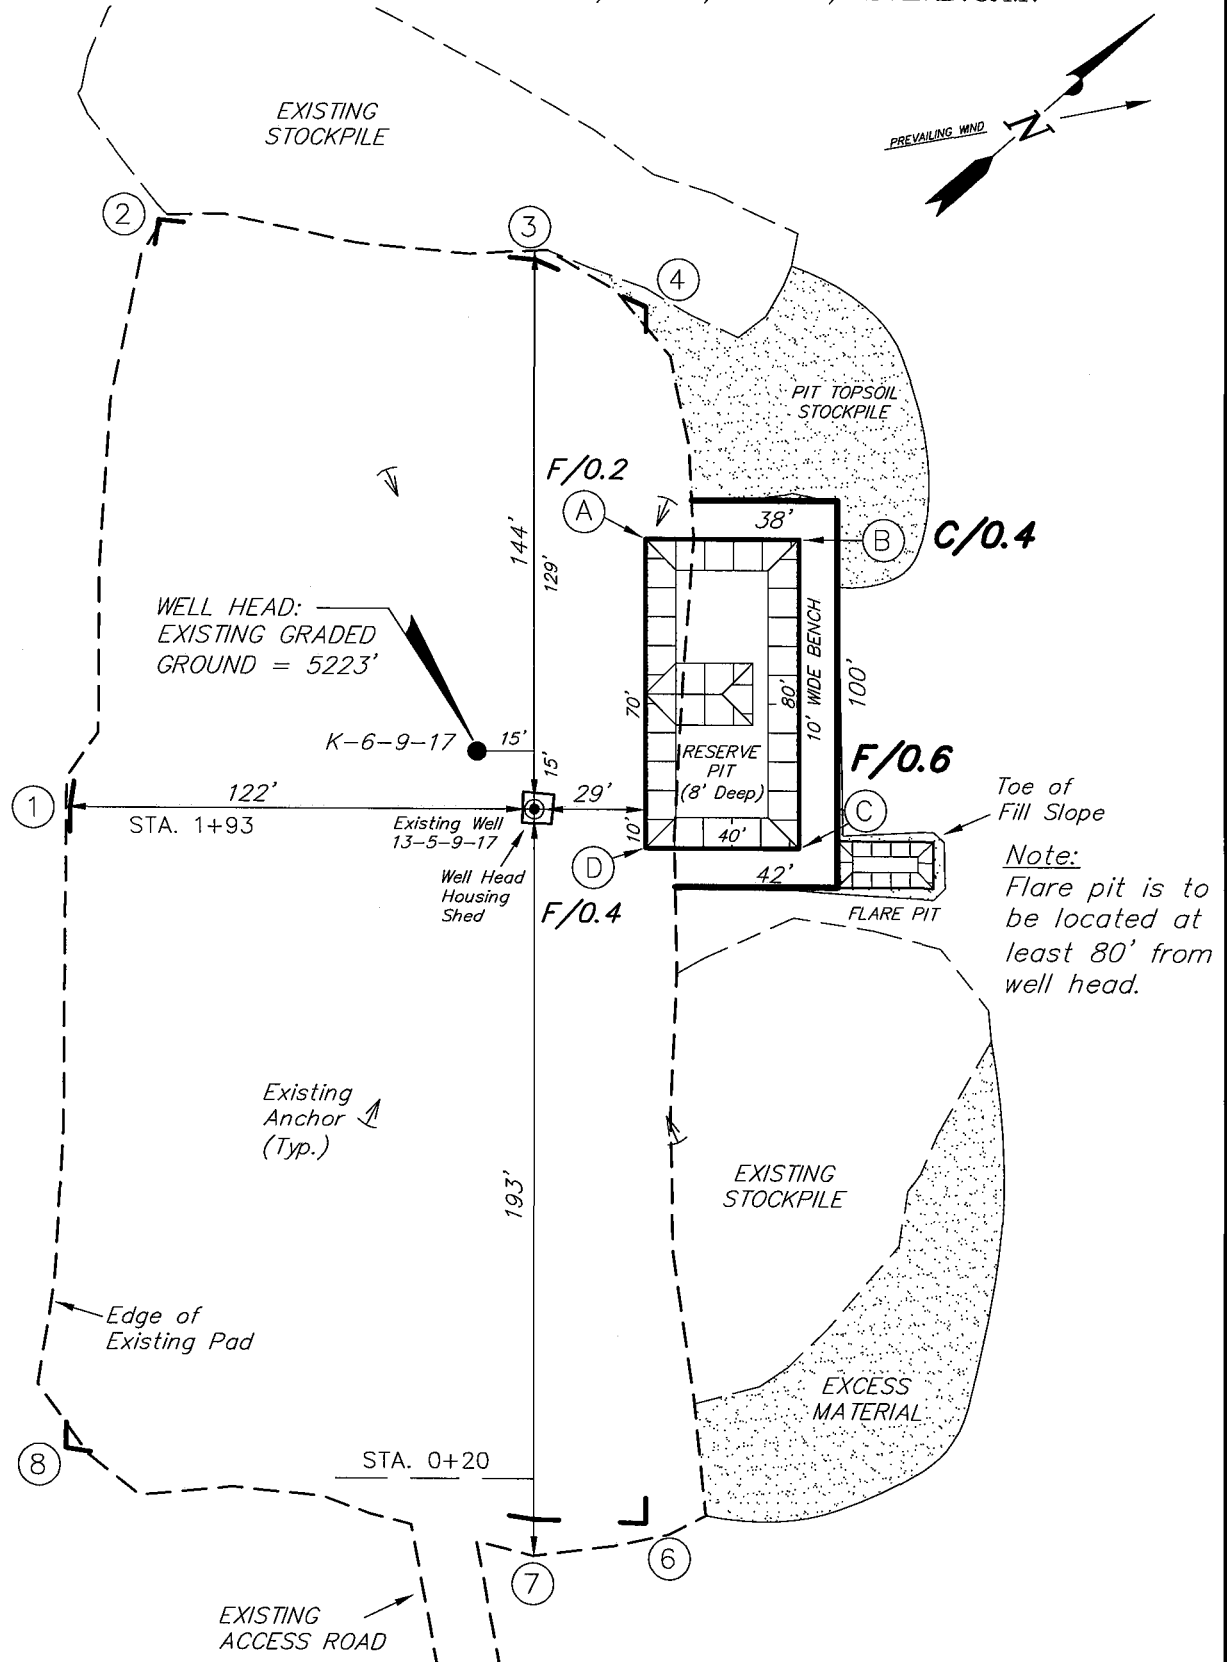 EXISTING
STOCKPILE
PREVAILING WIND
N
2
3
4
PIT TOPSOIL
STOCKPILE
F/0.2
A
38'
B
C/0.4
144'
129'
WELL HEAD:
EXISTING GRADED
GROUND = 5223'
10' WIDE BENCH
100'
80'
70'
K-6-9-17
15'
15'
RESERVE
PIT
(8' Deep)
F/0.6
1
122'
STA. 1+93
29'
Existing Well
13-5-9-17
10'
40'
C
Toe of
Fill Slope
D
Well Head
Housing
Shed
F/0.4
42'
FLARE PIT
Note:
Flare pit is to
be located at
least 80' from
well head.
Existing
Anchor
(Typ.)
193'
EXISTING
STOCKPILE
Edge of
Existing Pad
EXCESS
MATERIAL
8
STA. 0+20
6
7
EXISTING
ACCESS ROAD